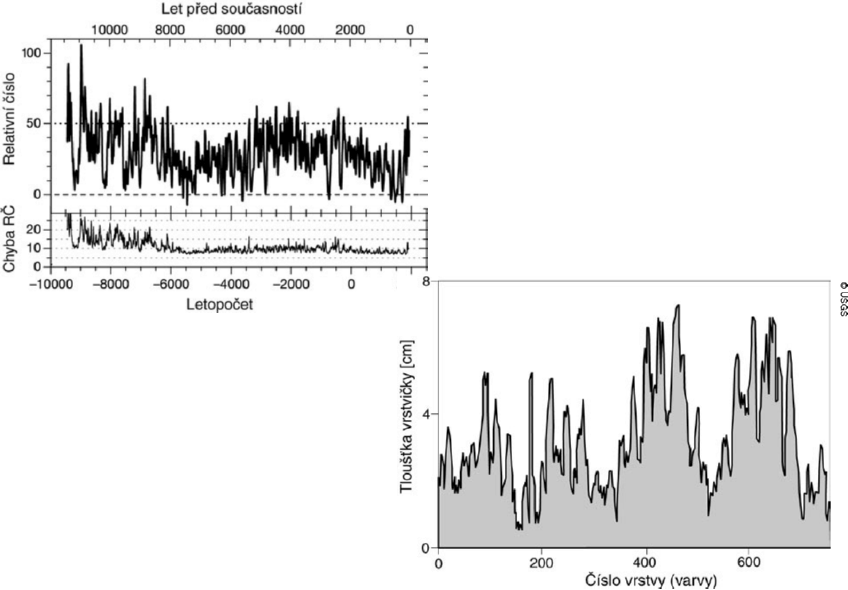 Let před současností
10000 8000 6000 4000 2000 0
Relativní číslo
100
50
0
Chyba RČ
20
10
0
−10000 −8000 −6000 −4000 −2000 0
Letopočet
© USGS
Tloušťka vrstvičky [cm]
8
4
0
0 200 400 600
Číslo vrstvy (varvy)